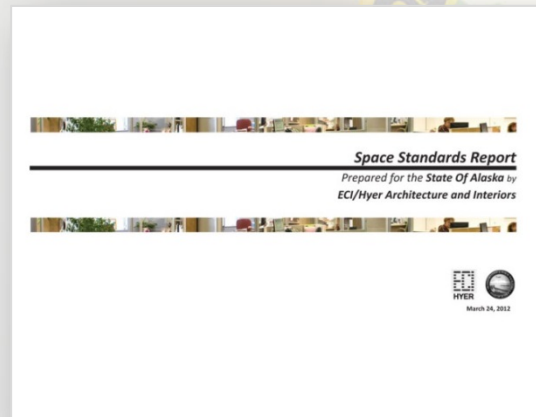 Space Standards Report
Prepared for the State Of Alaska by
ECI/Hyer Architecture and Interiors
ECI
HYER
March 24, 2012